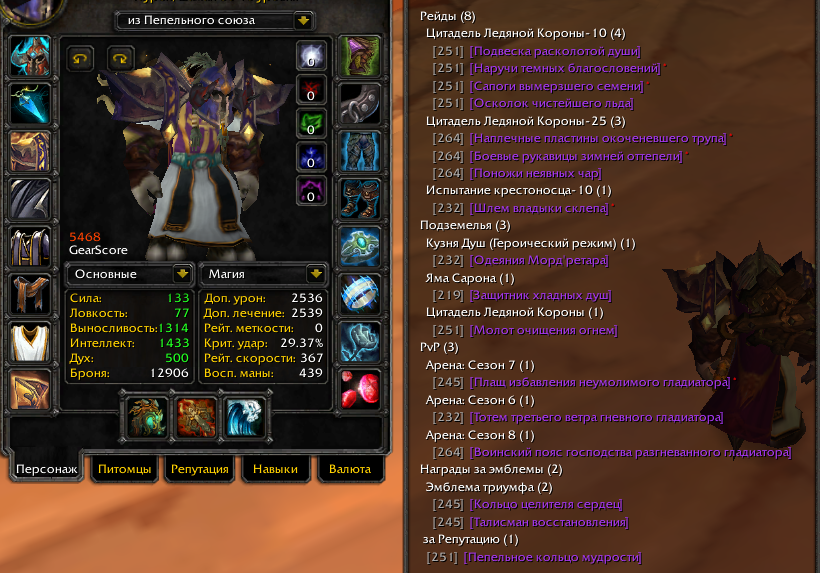 из Пепельного союза
0
0
0
0
0
5468
GearScore
Основные
Магия
Сила: 133
Ловкость: 77
Выносливость: 1314
Интеллект: 1433
Дух: 500
Броня: 12906
Доп. урон: 2536
Доп. лечение: 2539
Рейт. меткости: 0
Крит. удар: 29.37%
Рейт. скорости: 367
Восп. маны: 439
Персонаж
Питомцы
Репутация
Навыки
Валюта
Рейды (8)
Цитадель Ледяной Короны-10 (4)
[251] [Подвеска расколотой души]
[251] [Наручи темных благословений]*
[251] [Сапоги вымерзшего семени]*
[251] [Осколок чистейшего льда]
Цитадель Ледяной Короны-25 (3)
[264] [Наплечные пластины окоченевшего трупа]*
[264] [Боевые рукавицы зимней оттепели]*
[264] [Поножи неявных чар]
Испытание крестоносца-10 (1)
[232] [Шлем владыки склепа]*
Подземелья (3)
Кузня Душ (Героический режим) (1)
[232] [Одеяния Морд'ретара]
Яма Сарона (1)
[219] [Защитник хладных душ]
Цитадель Ледяной Короны (1)
[251] [Молот очищения огнем]
PvP (3)
Арена: Сезон 7 (1)
[245] [Плащ избавления неумолимого гладиатора]*
Арена: Сезон 6 (1)
[232] [Тотем третьего ветра гневного гладиатора]
Арена: Сезон 8 (1)
[264] [Воинский пояс господства разгневанного гладиатора]
Награды за эмблемы (2)
Эмблема триумфа (2)
[245] [Кольцо целителя сердец]
[245] [Талисман восстановления]
за Репутацию (1)
[251] [Пепельное кольцо мудрости]